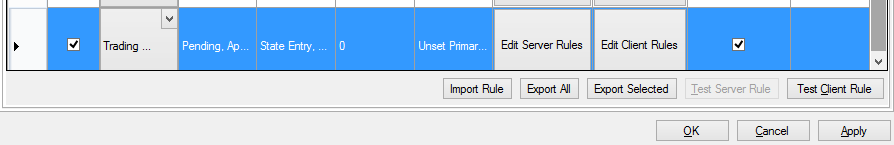 Trading ... Pending, Ap... State Entry, ... 0 Unset Primar... Edit Server Rules Edit Client Rules
Import Rule Export All Export Selected Test Server Rule Test Client Rule
OK Cancel Apply